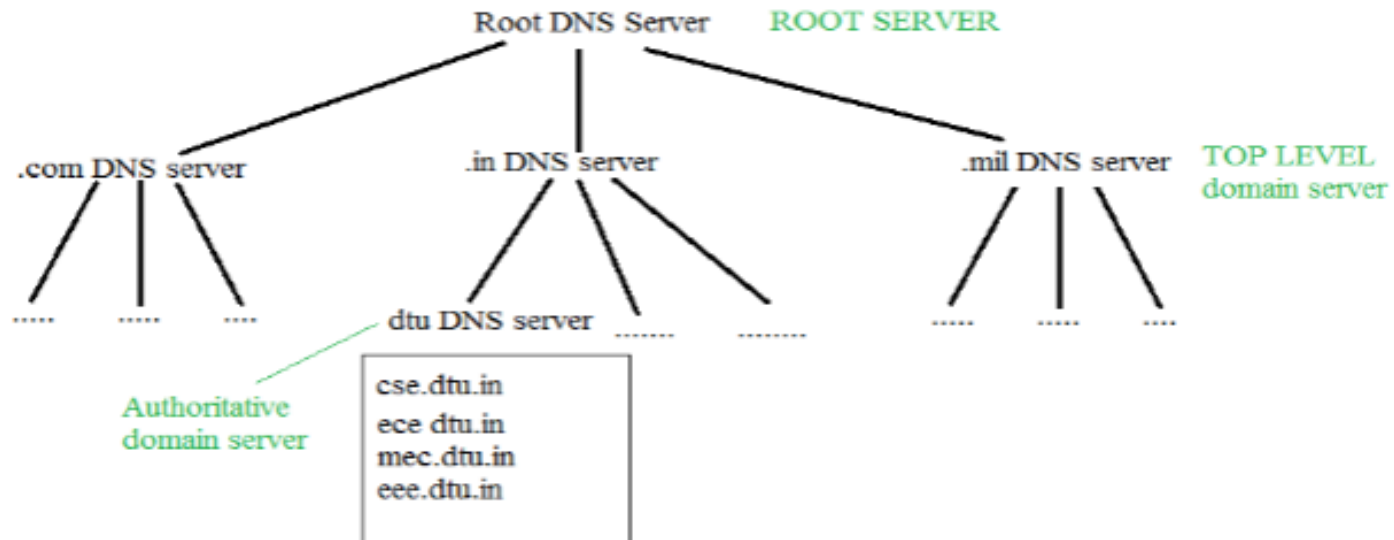 Root DNS Server
ROOT SERVER
.com DNS server
.in DNS server
.mil DNS server
TOP LEVEL
domain server
.....
.....
....
dtu DNS server
.......
........
.....
.....
....
Authoritative
domain server
cse.dtu.in
ece dtu.in
mec.dtu.in
eee.dtu.in